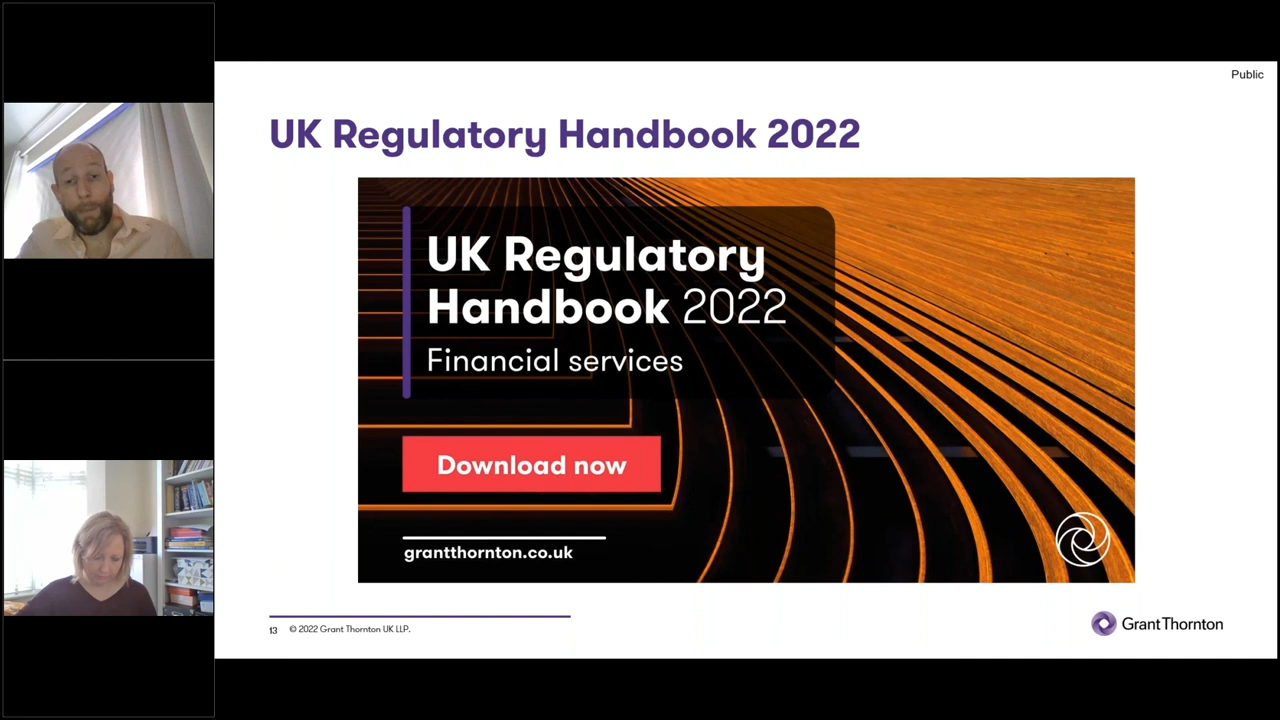 Public
UK Regulatory Handbook 2022
UK Regulatory
Handbook 2022
Financial services
Download now
grantthornton.co.uk
13 © 2022 Grant Thornton UK LLP.
GrantThornton